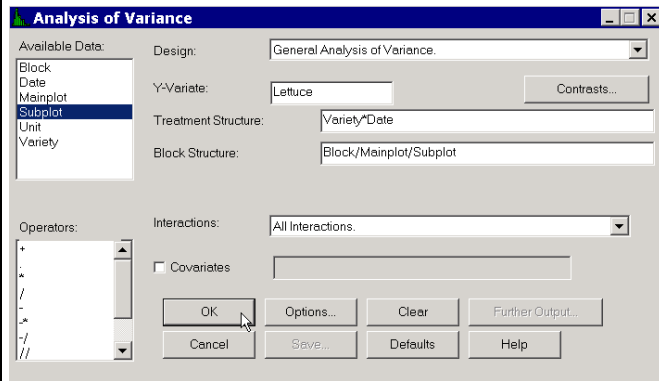 Analysis of Variance
Available Data:
Block
Date
Mainplot
Subplot
Unit
Variety
Design:
General Analysis of Variance.
Y-Variate:
Lettuce
Contrasts...
Treatment Structure:
Variety*Date
Block Structure:
Block/Mainplot/Subplot
Operators:
+
.
*
/
-
-*
-/
//
Interactions:
All Interactions.
Covariates
OK
Options...
Clear
Further Output...
Cancel
Save...
Defaults
Help